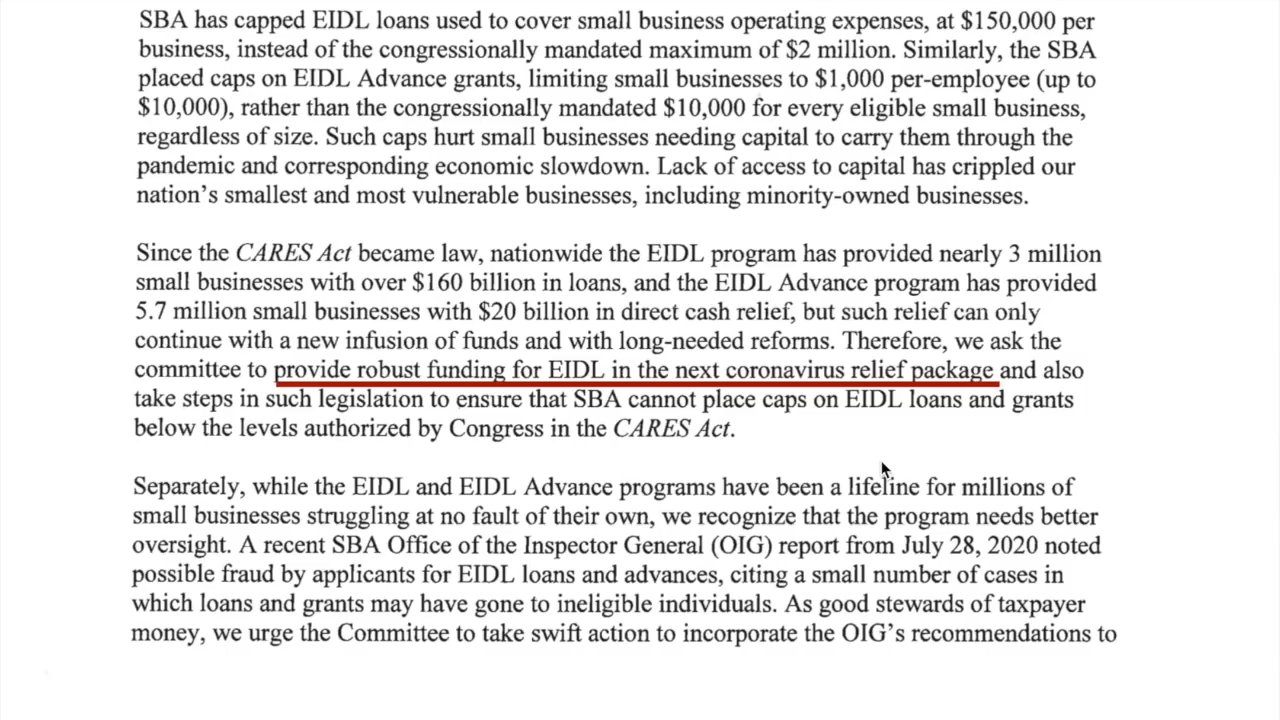 SBA has capped EIDL loans used to cover small business operating expenses, at $150,000 per
business, instead of the congressionally mandated maximum of $2 million. Similarly, the SBA
placed caps on EIDL Advance grants, limiting small businesses to $1,000 per-employee (up to
$10,000), rather than the congressionally mandated $10,000 for every eligible small business,
regardless of size. Such caps hurt small businesses needing capital to carry them through the
pandemic and corresponding economic slowdown. Lack of access to capital has crippled our
nation's smallest and most vulnerable businesses, including minority-owned businesses.
Since the CARES Act became law, nationwide the EIDL program has provided nearly 3 million
small businesses with over $160 billion in loans, and the EIDL Advance program has provided
5.7 million small businesses with $20 billion in direct cash relief, but such relief can only
continue with a new infusion of funds and with long-needed reforms. Therefore, we ask the
committee to provide robust funding for EIDL in the next coronavirus relief package and also
take steps in such legislation to ensure that SBA cannot place caps on EIDL loans and grants
below the levels authorized by Congress in the CARES Act.
Separately, while the EIDL and EIDL Advance programs have been a lifeline for millions of
small businesses struggling at no fault of their own, we recognize that the program needs better
oversight. A recent SBA Office of the Inspector General (OIG) report from July 28, 2020 noted
possible fraud by applicants for EIDL loans and advances, citing a small number of cases in
which loans and grants may have gone to ineligible individuals. As good stewards of taxpayer
money, we urge the Committee to take swift action to incorporate the OIG's recommendations to